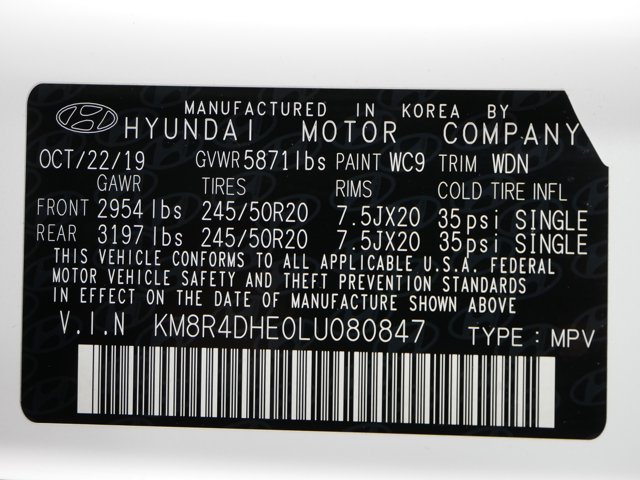 MANUFACTURED IN KOREA BY
HYUNDAI MOTOR COMPANY
OCT/22/19 GVWR 5871lbs PAINT WC9 TRIM WDN
GAWR TIRES RIMS COLD TIRE INFL
FRONT 2954 lbs 245/50R20 7.5JX20 35psi SINGLE
REAR 3197 lbs 245/50R20 7.5JX20 35psi SINGLE
THIS VEHICLE CONFORMS TO ALL APPLICABLE U.S.A. FEDERAL
MOTOR VEHICLE SAFETY AND THEFT PREVENTION STANDARDS
IN EFFECT ON THE DATE OF MANUFACTURE SHOWN ABOVE
V.I.N KM8R4DHE0LU080847 TYPE : MPV